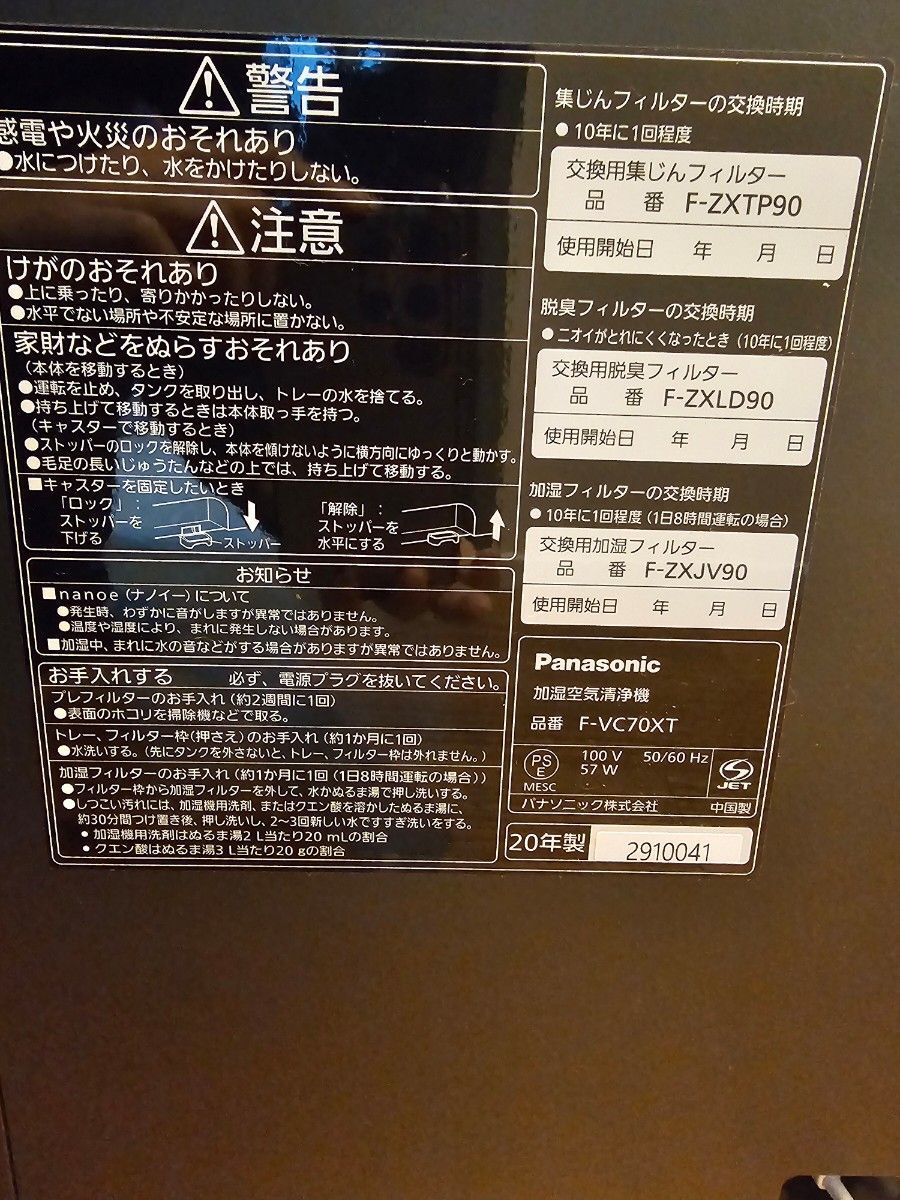 警告
感電や火災のおそれあり
●水につけたり、水をかけたりしない。
注意
けがのおそれあり
●上に乗ったり、寄りかかったりしない。
●水平でない場所や不安定な場所に置かない。
家財などをぬらすおそれあり
(本体を移動するとき)
●運転を止め、タンクを取り出し、トレーの水を捨てる。
●持ち上げて移動するときは本体取っ手を持つ。
(キャスターで移動するとき)
●ストッパーのロックを解除し、本体を傾けないように横方向にゆっくりと動かす。
●毛足の長いじゅうたんなどの上では、持ち上げて移動する。
■キャスターを固定したいとき
「ロック」:
ストッパーを
下げる
ストッパー
「解除」:
ストッパーを
水平にする
お知らせ
■nanoe(ナノイー)について
●発生時、わずかに音がしますが異常ではありません。
●温度や湿度により、まれに発生しない場合があります。
■加湿中、まれに水の音などがする場合がありますが異常ではありません。
お手入れする 必ず、電源プラグを抜いてください。
プレフィルターのお手入れ(約2週間に1回)
●表面のホコリを掃除機などで取る。
トレー、フィルター枠(押さえ)のお手入れ(約1か月に1回)
●水洗いする。(先にタンクを外さないと、トレー、フィルター枠は外れません。)
加湿フィルターのお手入れ(約1か月に1回(1日8時間運転の場合))
●フィルター枠から加湿フィルターを外して、水かぬるま湯で押し洗いする。
●しつこい汚れには、加湿機用洗剤、またはクエン酸を溶かしたぬるま湯に、
約30分間つけ置き後、押し洗いし、2~3回新しい水ですすぎ洗いをする。
• 加湿機用洗剤はぬるま湯2 L当たり20 mLの割合
• クエン酸はぬるま湯3 L当たり20 gの割合
集じんフィルターの交換時期
●10年に1回程度
交換用集じんフィルター
品 番 F-ZXTP90
使用開始日 年 月 日
脱臭フィルターの交換時期
●ニオイがとれにくくなったとき(10年に1回程度)
交換用脱臭フィルター
品 番 F-ZXLD90
使用開始日 年 月 日
加湿フィルターの交換時期
●10年に1回程度(1日8時間運転の場合)
交換用加湿フィルター
品 番 F-ZXJV90
使用開始日 年 月 日
Panasonic
加湿空気清浄機
品番 F-VC70XT
PS
E
MESC
100 V 50/60 Hz
57 W
JET
パナソニック株式会社 中国製
20年製 2910041